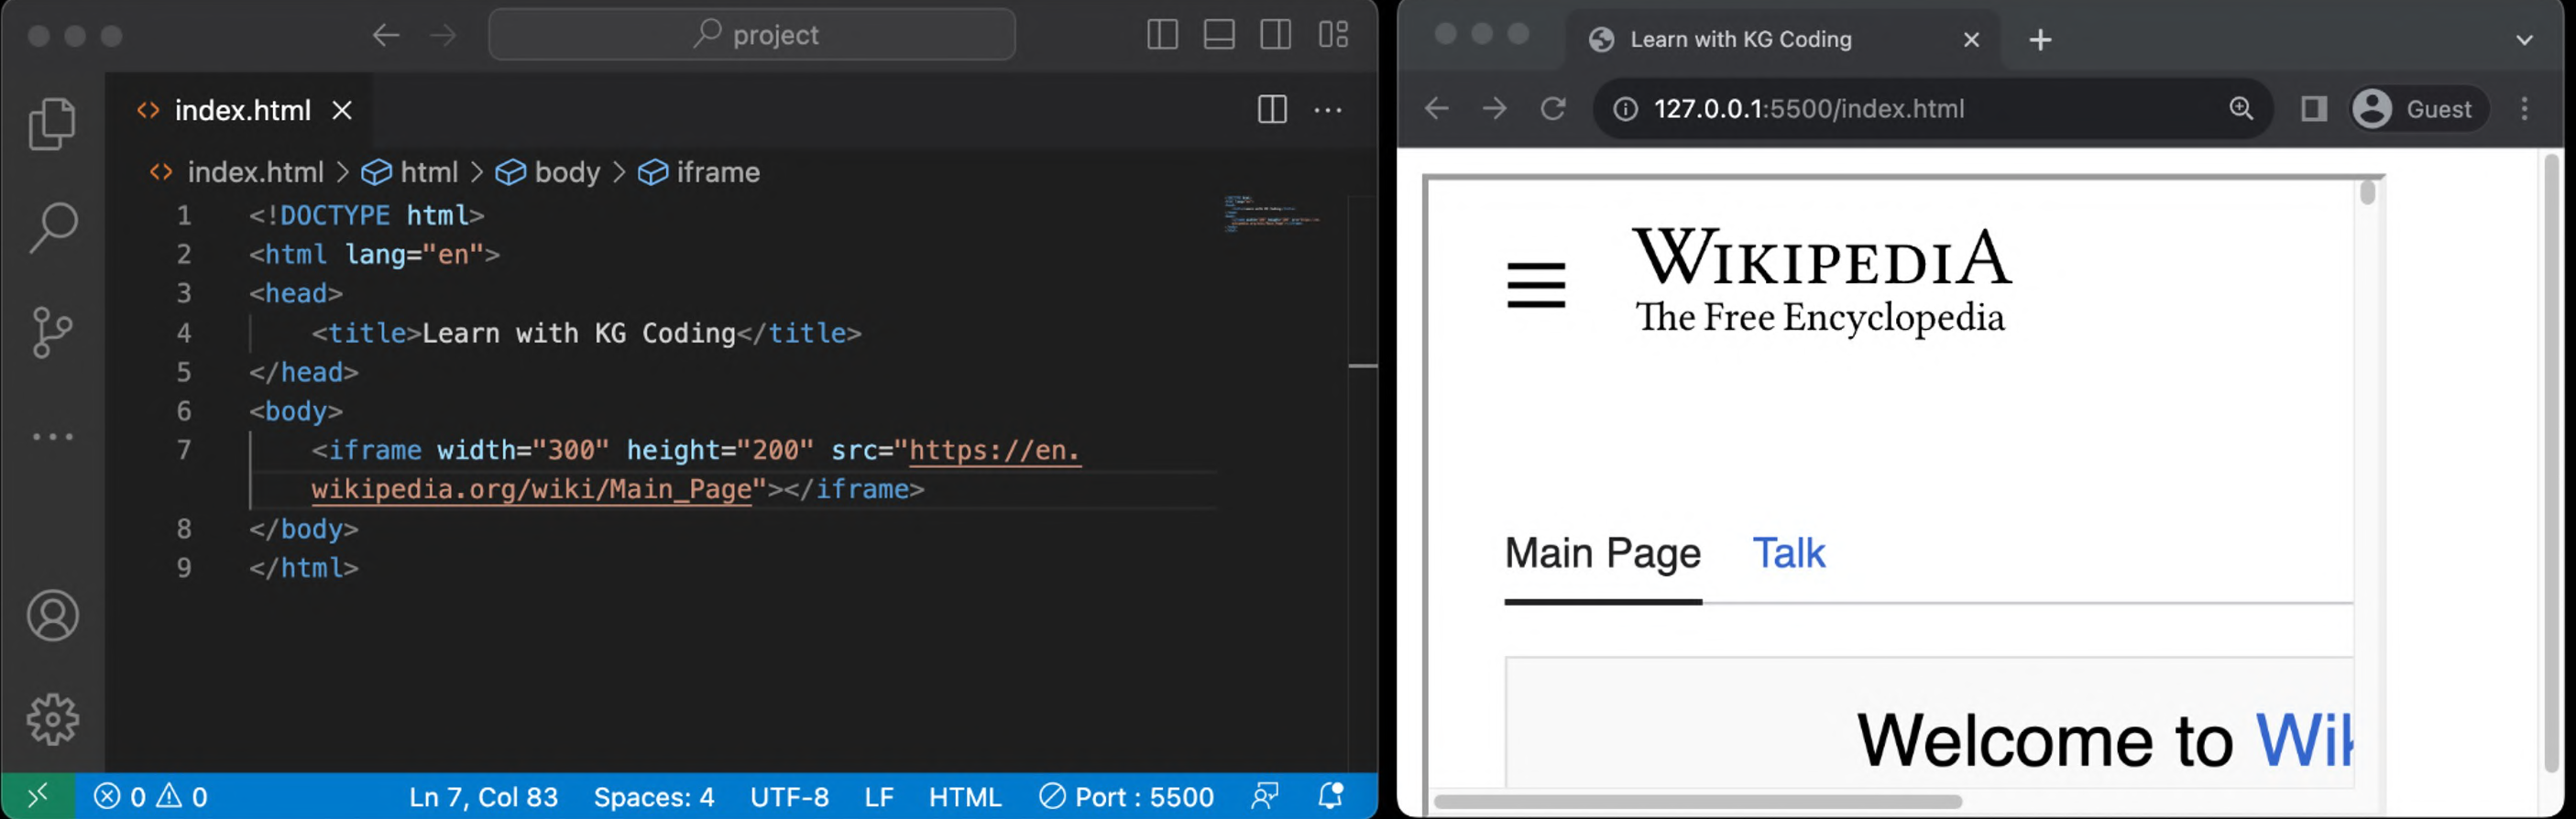 project
index.html
index.html > html > body > iframe
1 <!DOCTYPE html>
2 <html lang="en">
3 <head>
4 <title>Learn with KG Coding</title>
5 </head>
6 <body>
7 <iframe width="300" height="200" src="https://en.
wikipedia.org/wiki/Main_Page"></iframe>
8 </body>
9 </html>
0 0 Ln 7, Col 83 Spaces: 4 UTF-8 LF HTML Port : 5500
Learn with KG Coding
127.0.0.1:5500/index.html Guest
WIKIPEDIA
The Free Encyclopedia
Main Page Talk
Welcome to Wik